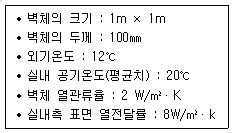 • 벽체의 크기 : 1m × 1m
• 벽체의 두께 : 100㎜
• 외기온도 : 12℃
• 실내 공기온도(평균치) : 20℃
• 벽체 열관류율 : 2 W/㎡·K
• 실내측 표면 열전달률 : 8W/㎡·k